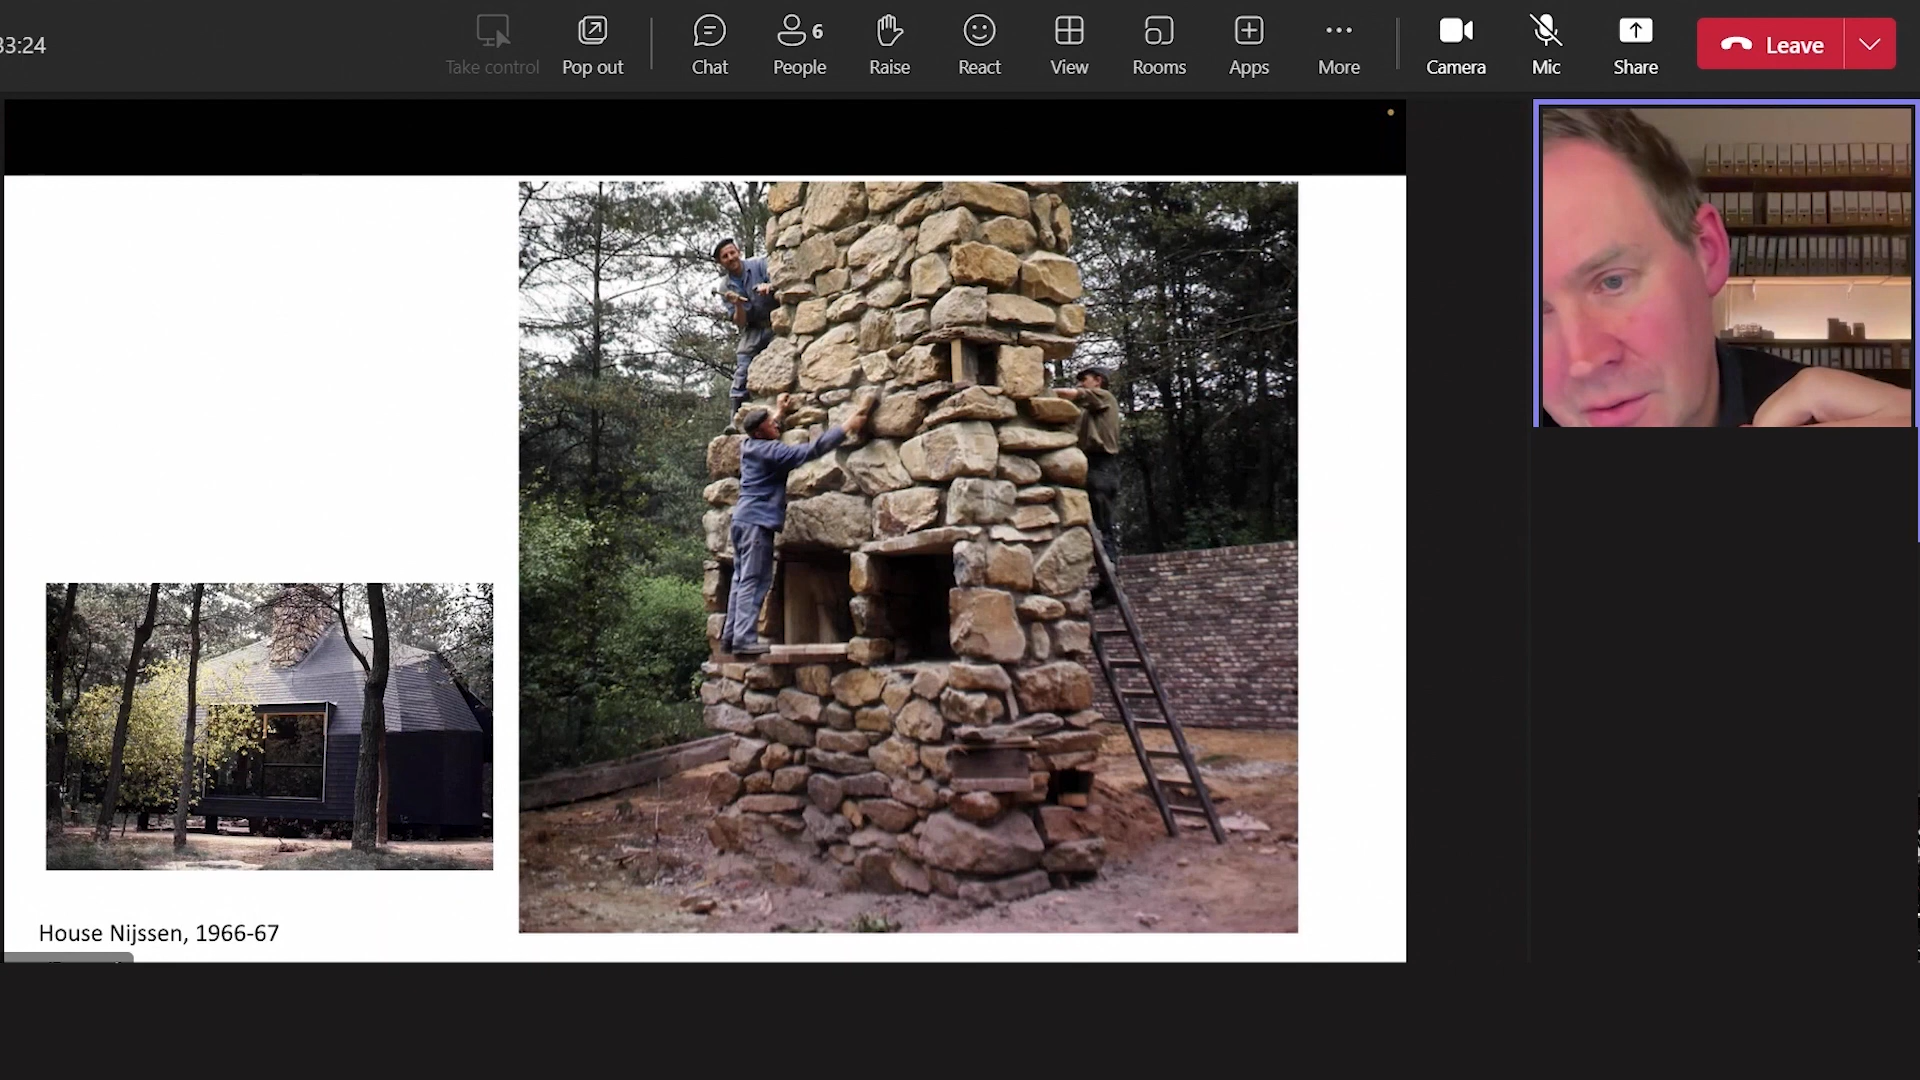 33:24
Take control
Pop out
Chat
6
People
Raise
React
View
Rooms
Apps
More
Camera
Mic
Share
Leave
House Nijssen, 1966-67